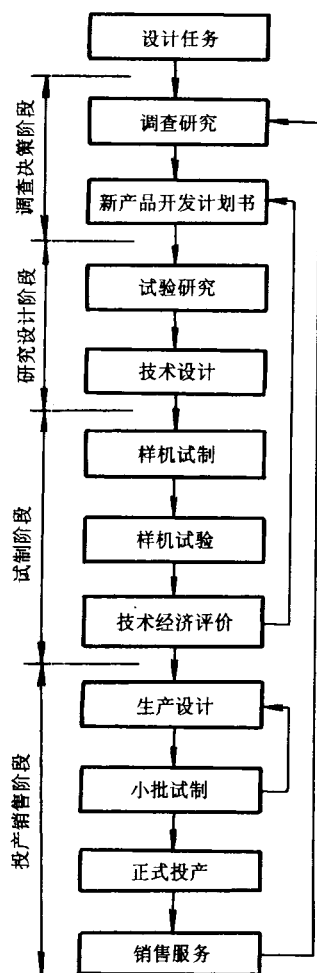 设计任务
调查决策阶段
调查研究
新产品开发计划书
研究设计阶段
试验研究
技术设计
试制阶段
样机试制
样机试验
技术经济评价
投产销售阶段
生产设计
小批试制
正式投产
销售服务